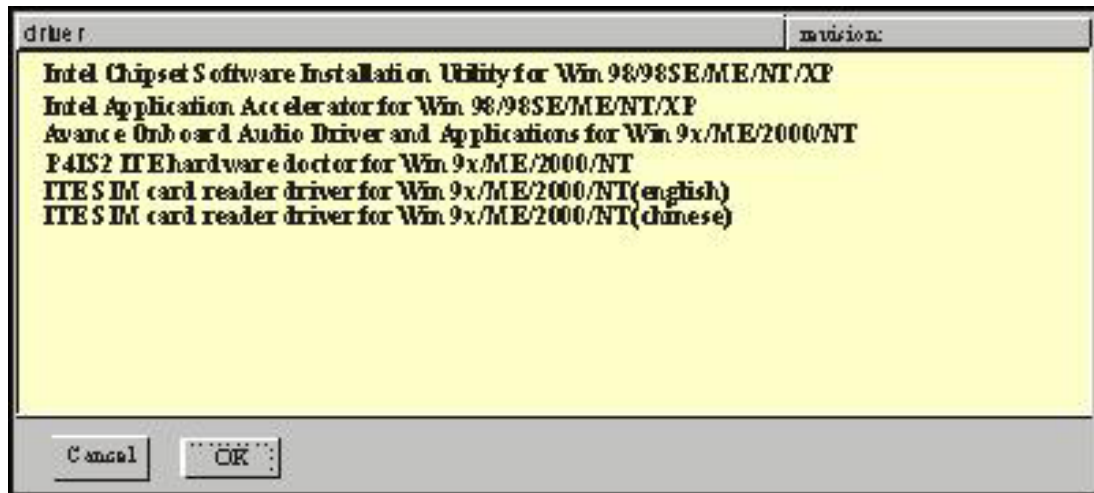 driver
revision:
Intel Chipset Software Installation Utility for Win 98/98SE/ME/NT/XP
Intel Application Accelerator for Win 98/98SE/ME/NT/XP
Avance Onboard Audio Driver and Applications for Win 9x/ME/2000/NT
P4IS2 ITE hardware doctor for Win 9x/ME/2000/NT
ITE SIM card reader driver for Win 9x/ME/2000/NT(english)
ITE SIM card reader driver for Win 9x/ME/2000/NT(chinese)
Cancel
OK